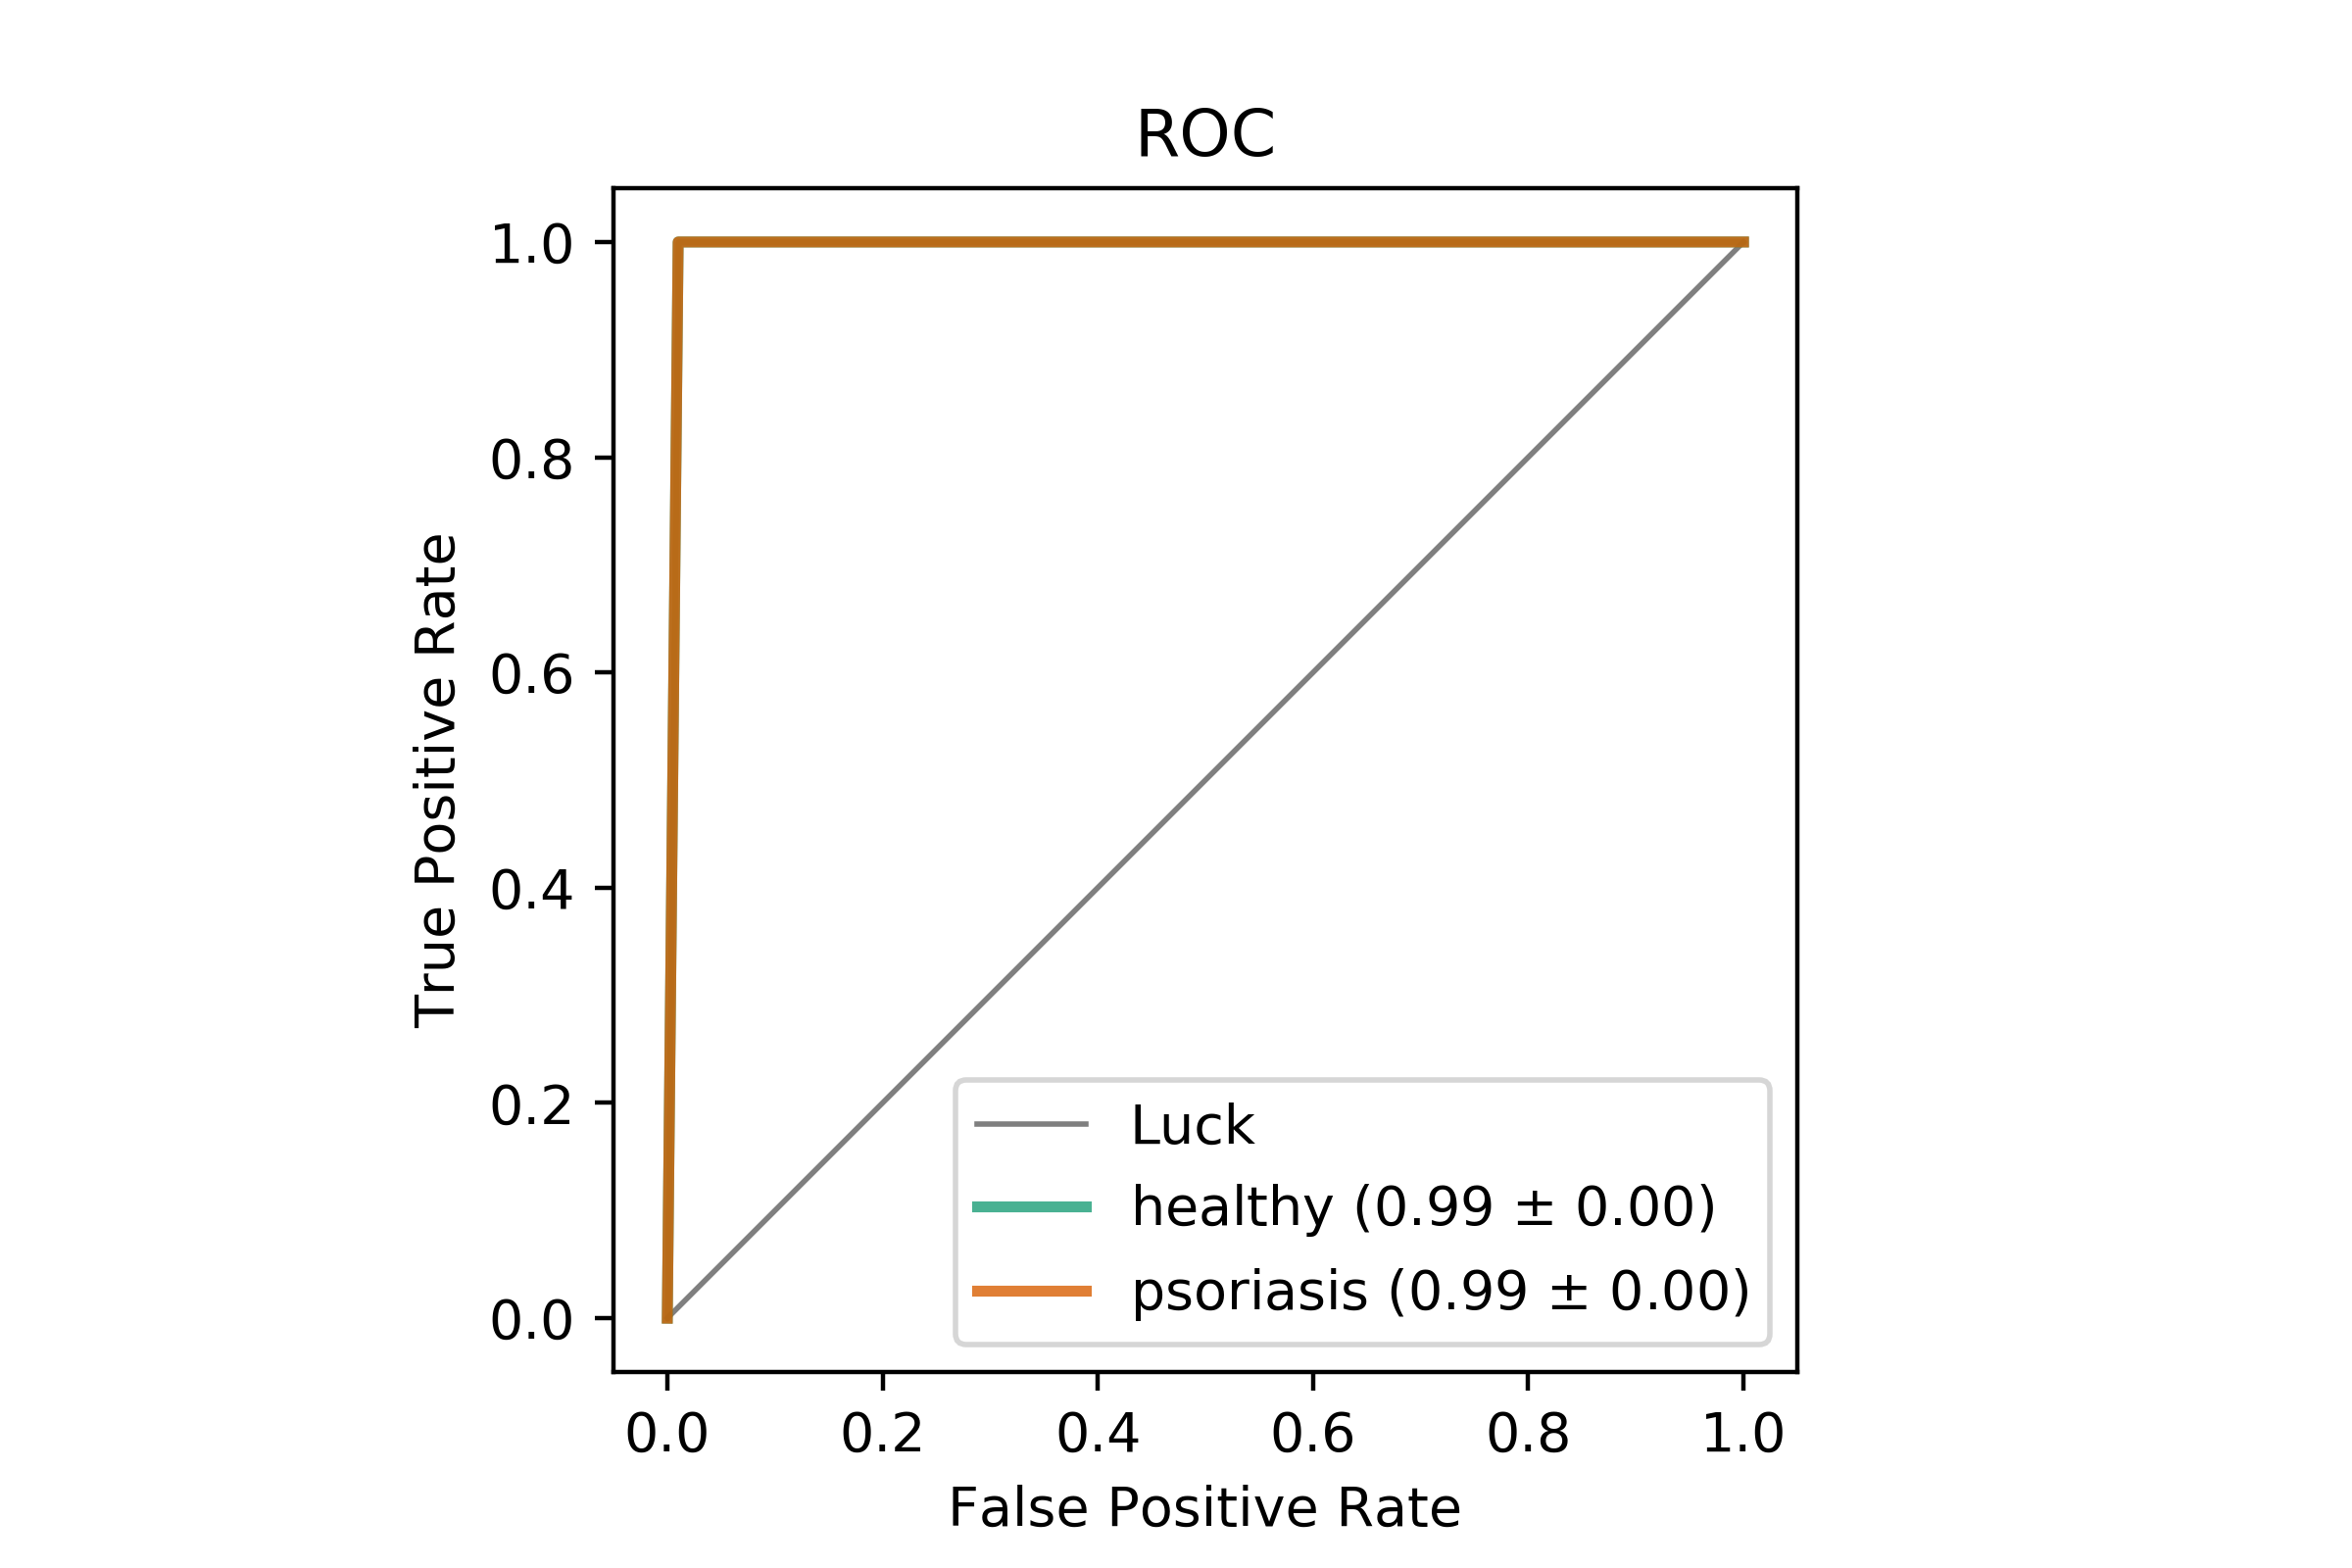 ROC
1.0
0.8
0.6
0.4
0.2
0.0
True Positive Rate
Luck
healthy (0.99 ± 0.00)
psoriasis (0.99 ± 0.00)
0.0 0.2 0.4 0.6 0.8 1.0
False Positive Rate